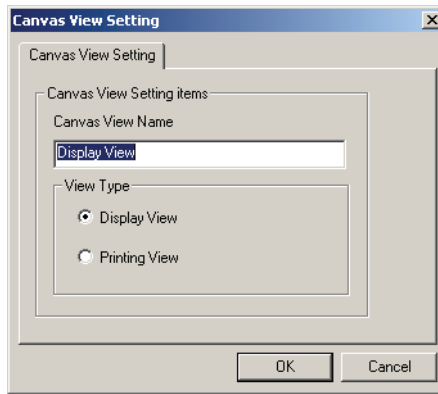 Canvas View Setting
Canvas View Setting
Canvas View Setting items
Canvas View Name
Display View
View Type
Display View
Printing View
OK Cancel